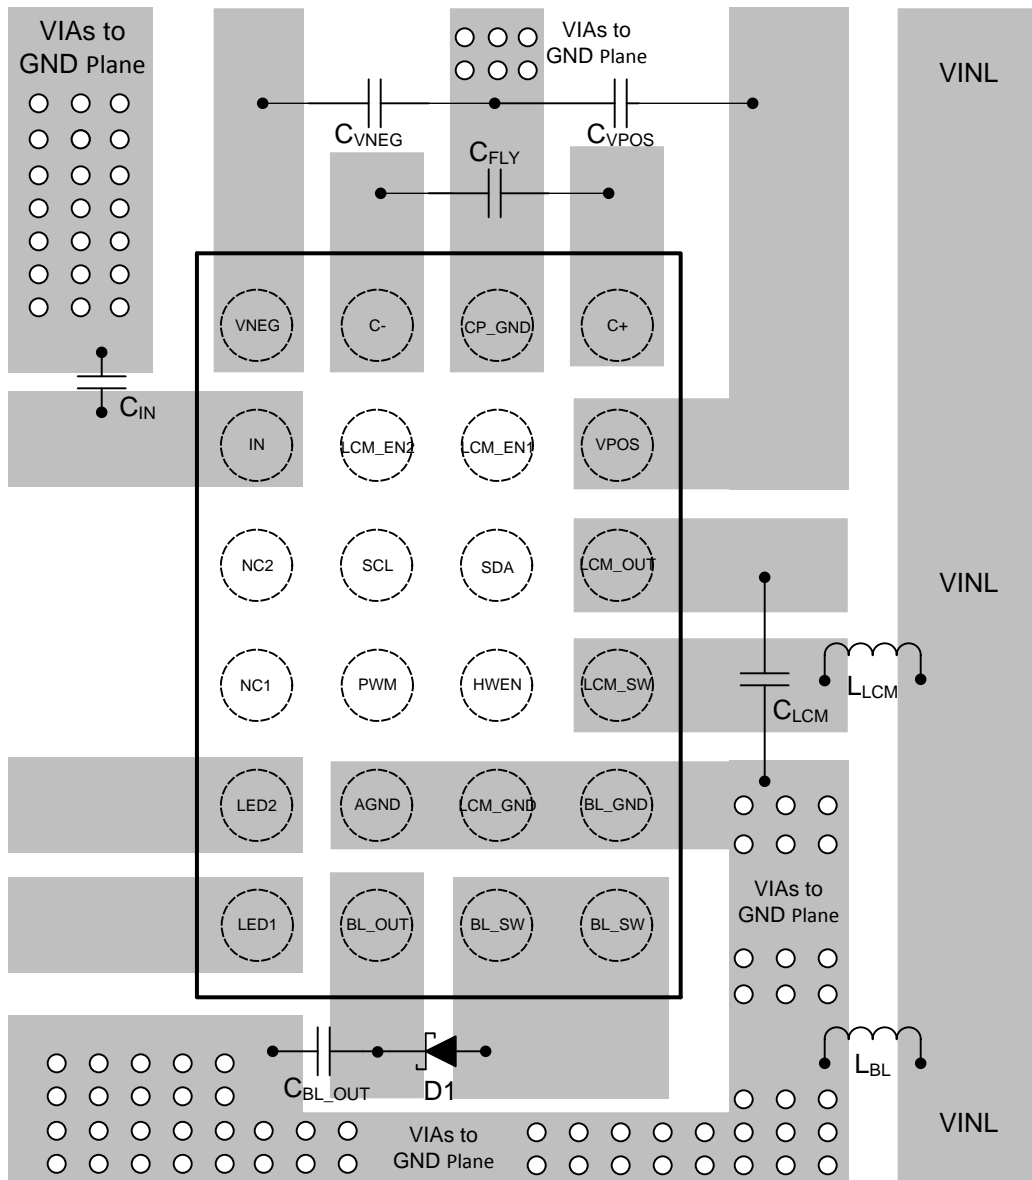 VIAs to
GND Plane
VIAs to
GND Plane
VINL
CVNEG
CVPOS
CFLY
VNEG
C-
CP_GND
C+
CIN
IN
LCM_EN2
LCM_EN1
VPOS
NC2
SCL
SDA
LCM_OUT
VINL
NC1
PWM
HWEN
LCM_SW
CLCM
LLCM
LED2
AGND
LCM_GND
BL_GND
VIAs to
GND Plane
LED1
BL_OUT
BL_SW
BL_SW
CBL_OUT
D1
LBL
VIAs to
GND Plane
VINL